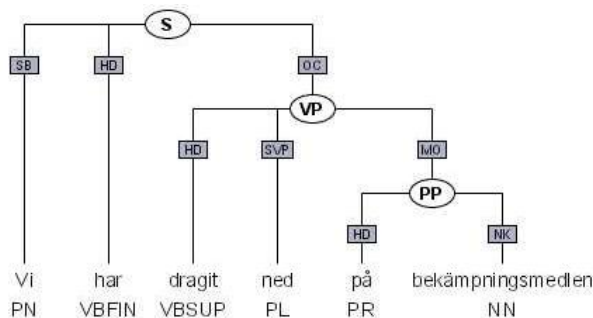 S
SB HD OC
VP
HD SVP MO
PP
HD NK
Vi har dragit ned på bekämpningsmedlen
PN VBFIN VBSUP PL PR NN